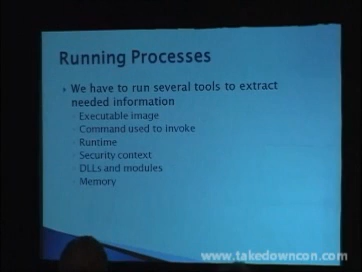 Running Processes
We have to run several tools to extract
needed information
Executable image
Command used to invoke
Runtime
Security context
DLLs and modules
Memory
www.takedowncon.com